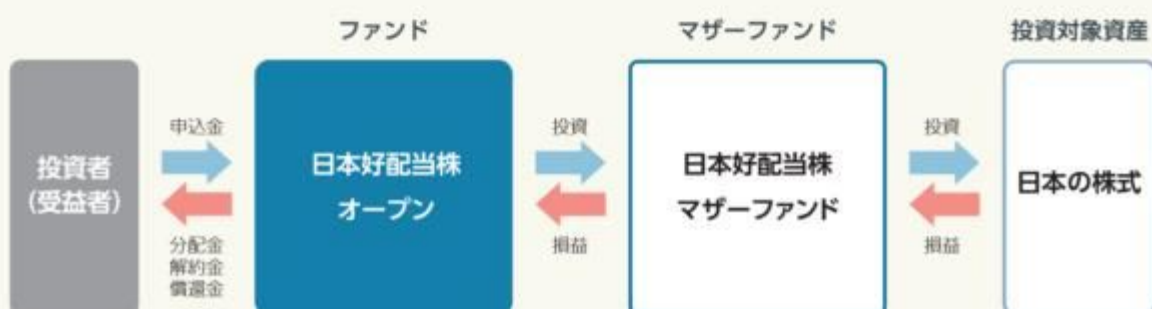 ファンド
マザーファンド
投資対象資産
投資者
(受益者)
申込金
分配金
解約金
償還金
日本好配当株
オープン
投資
損益
日本好配当株
マザーファンド
投資
損益
日本の株式